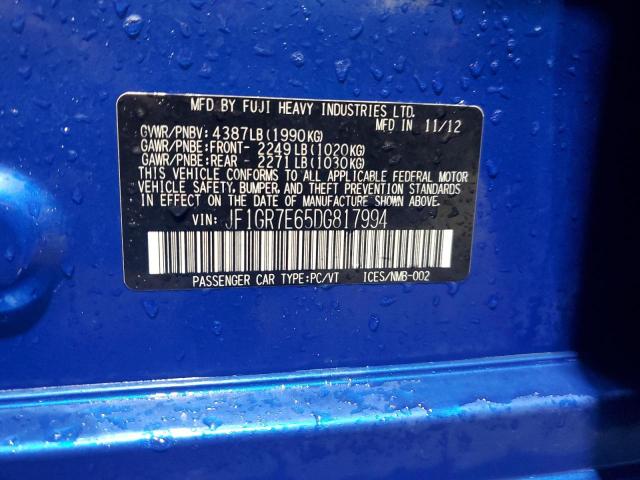 MFD BY FUJI HEAVY INDUSTRIES LTD.
GVWR/PNBV: 4387LB(1990KG) MFD IN 11/12
GAWR/PNBE:FRONT- 2249LB(1020KG)
GAWR/PNBE:REAR - 2271LB(1030KG)
THIS VEHICLE CONFORMS TO ALL APPLICABLE FEDERAL MOTOR
VEHICLE SAFETY, BUMPER, AND THEFT PREVENTION STANDARDS
IN EFFECT ON THE DATE OF MANUFACTURE SHOWN ABOVE.
VIN: JF1GR7E65DG817994
PASSENGER CAR TYPE:PC/VT ICES/NMB-002